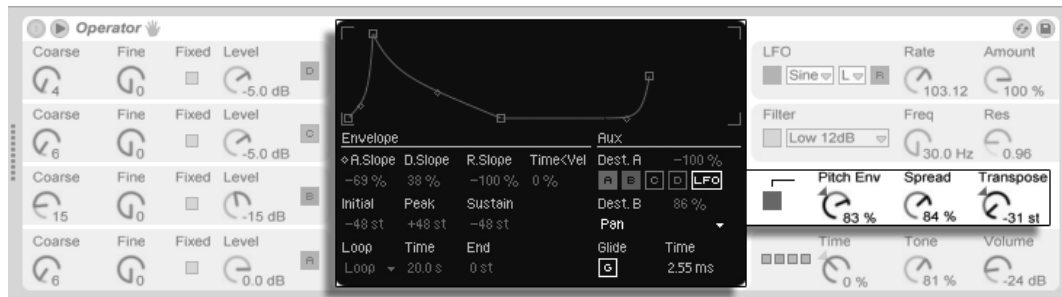 Operator
Coarse Fine Fixed Level
4 0 -5.0 dB D
Coarse Fine Fixed Level
6 0 -5.0 dB C
Coarse Fine Fixed Level
15 0 -15 dB B
Coarse Fine Fixed Level
6 0 0.0 dB A
Envelope
A.Slope D.Slope R.Slope Time<Vel
-69 % 38 % -100 % 0 %
Initial Peak Sustain
-48 st +48 st -48 st
Loop Time End
Loop 20.0 s 0 st
Aux
Dest. A -100 %
A B C D LFO
Dest. B 86 %
Pan
Glide Time
G 2.55 ms
LFO Rate Amount
Sine L R 103.12 100 %
Filter Freq Res
Low 12dB 30.0 Hz 0.96
Pitch Env Spread Transpose
83 % 84 % -31 st
Time Tone Volume
0 % 81 % -24 dB